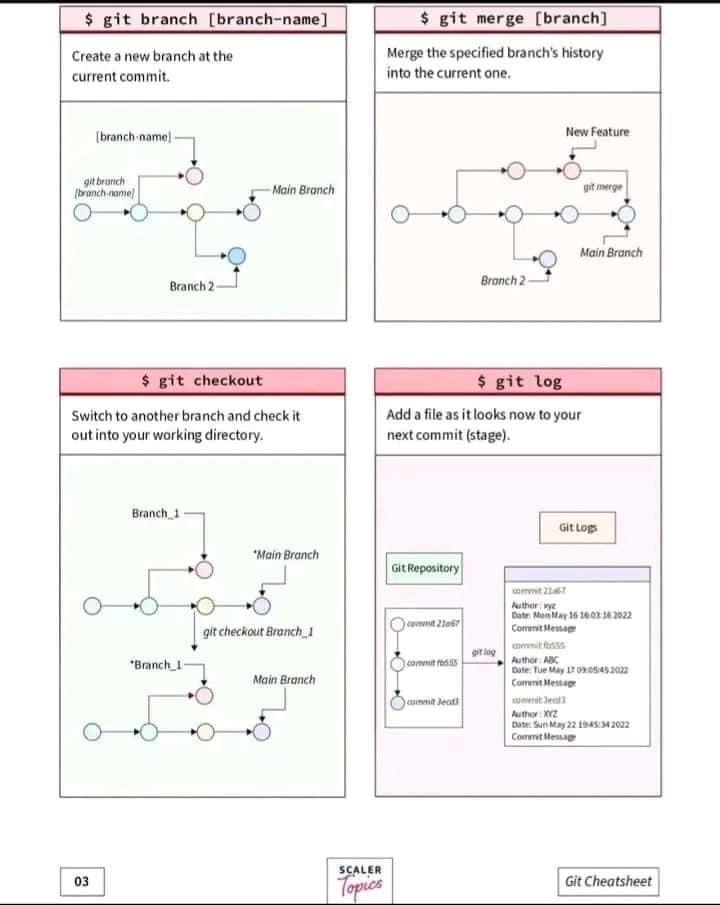 $ git branch [branch-name]
Create a new branch at the
current commit.
[branch-name]
git branch
[branch-name]
Main Branch
Branch 2
$ git merge [branch]
Merge the specified branch's history
into the current one.
New Feature
git merge
Main Branch
Branch 2
$ git checkout
Switch to another branch and check it
out into your working directory.
Branch_1
*Main Branch
git checkout Branch_1
*Branch_1
Main Branch
$ git log
Add a file as it looks now to your
next commit (stage).
Git Logs
Git Repository
commit 21a67
commit fb555
commit 3ecd3
git log
commit 21a67
Author: xyz
Date: Mon May 16 16:03:16 2022
Commit Message
commit fb555
Author: ABC
Date: Tue May 17 09:05:45 2022
Commit Message
commit 3ecd3
Author: XYZ
Date: Sun May 22 19:45:34 2022
Commit Message
03
SCALER
Topics
Git Cheatsheet